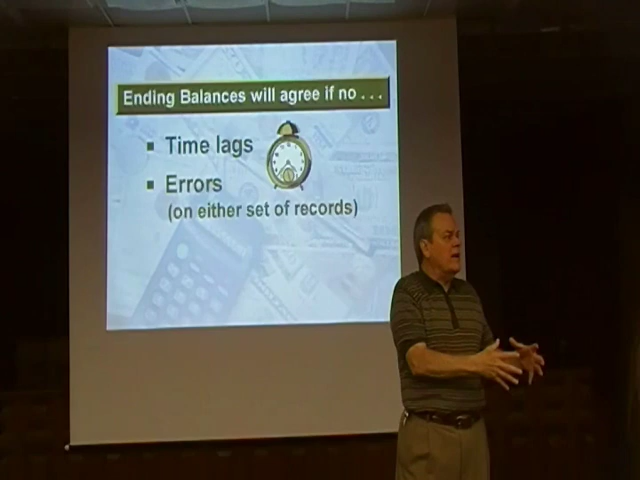 Ending Balances will agree if no . . .
Time lags
Errors
(on either set of records)